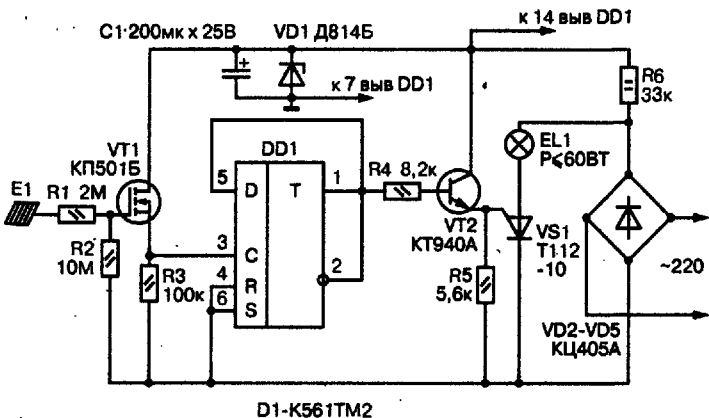 C1·200мк x 25В
VD1 Д814Б
к 14 выв DD1
к 7 выв DD1
R6
33к
VT1
КП501Б
DD1
EL1
P≤60ВТ
E1
R1 2M
5
D
T
1
R4 8,2к
VT2
КТ940А
VS1
Т112
-10
R2
10M
3
C
2
~220
R3
100к
4
R
6
S
R5
5,6к
VD2-VD5
КЦ405А
D1-К561ТМ2